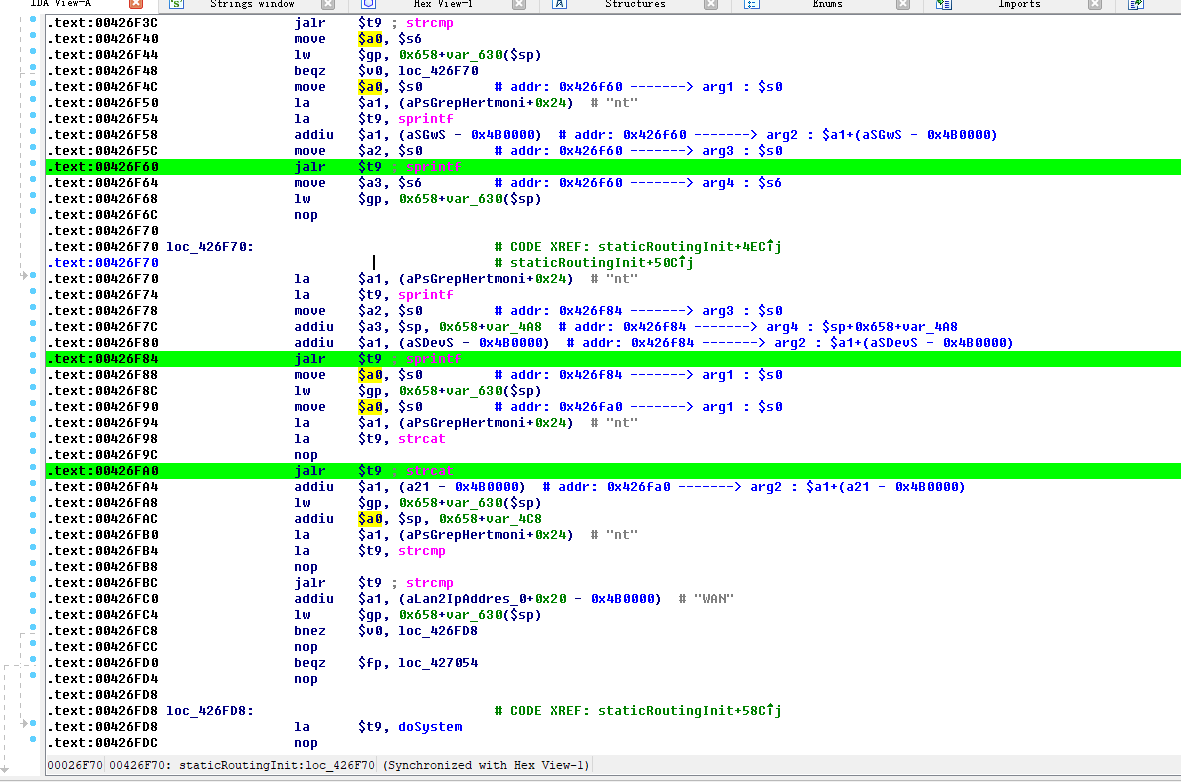 IDA View-A Strings window Hex View-1 Structures Enums Imports
.text:00426F3C jalr $t9 ; strcmp
.text:00426F40 move $a0, $s6
.text:00426F44 lw $gp, 0x658+var_630($sp)
.text:00426F48 beqz $v0, loc_426F70
.text:00426F4C move $a0, $s0 # addr: 0x426f60 -------> arg1 : $s0
.text:00426F50 la $a1, (aPsGrepHertmoni+0x24) # "nt"
.text:00426F54 la $t9, sprintf
.text:00426F58 addiu $a1, (aSGwS - 0x4B0000) # addr: 0x426f60 -------> arg2 : $a1+(aSGwS - 0x4B0000)
.text:00426F5C move $a2, $s0 # addr: 0x426f60 -------> arg3 : $s0
.text:00426F60 jalr $t9 ; sprintf
.text:00426F64 move $a3, $s6 # addr: 0x426f60 -------> arg4 : $s6
.text:00426F68 lw $gp, 0x658+var_630($sp)
.text:00426F6C nop
.text:00426F70
.text:00426F70 loc_426F70: # CODE XREF: staticRoutingInit+4EC↑j
.text:00426F70 # staticRoutingInit+50C↑j
.text:00426F70 la $a1, (aPsGrepHertmoni+0x24) # "nt"
.text:00426F74 la $t9, sprintf
.text:00426F78 move $a2, $s0 # addr: 0x426f84 -------> arg3 : $s0
.text:00426F7C addiu $a3, $sp, 0x658+var_4A8 # addr: 0x426f84 -------> arg4 : $sp+0x658+var_4A8
.text:00426F80 addiu $a1, (aSDevS - 0x4B0000) # addr: 0x426f84 -------> arg2 : $a1+(aSDevS - 0x4B0000)
.text:00426F84 jalr $t9 ; sprintf
.text:00426F88 move $a0, $s0 # addr: 0x426f84 -------> arg1 : $s0
.text:00426F8C lw $gp, 0x658+var_630($sp)
.text:00426F90 move $a0, $s0 # addr: 0x426fa0 -------> arg1 : $s0
.text:00426F94 la $a1, (aPsGrepHertmoni+0x24) # "nt"
.text:00426F98 la $t9, strcat
.text:00426F9C nop
.text:00426FA0 jalr $t9 ; strcat
.text:00426FA4 addiu $a1, (a21 - 0x4B0000) # addr: 0x426fa0 -------> arg2 : $a1+(a21 - 0x4B0000)
.text:00426FA8 lw $gp, 0x658+var_630($sp)
.text:00426FAC addiu $a0, $sp, 0x658+var_4C8
.text:00426FB0 la $a1, (aPsGrepHertmoni+0x24) # "nt"
.text:00426FB4 la $t9, strcmp
.text:00426FB8 nop
.text:00426FBC jalr $t9 ; strcmp
.text:00426FC0 addiu $a1, (aLan2IpAddres_0+0x20 - 0x4B0000) # "WAN"
.text:00426FC4 lw $gp, 0x658+var_630($sp)
.text:00426FC8 bnez $v0, loc_426FD8
.text:00426FCC nop
.text:00426FD0 beqz $fp, loc_427054
.text:00426FD4 nop
.text:00426FD8
.text:00426FD8 loc_426FD8: # CODE XREF: staticRoutingInit+58C↑j
.text:00426FD8 la $t9, doSystem
.text:00426FDC nop
00026F70 00426F70: staticRoutingInit:loc_426F70 (Synchronized with Hex View-1)